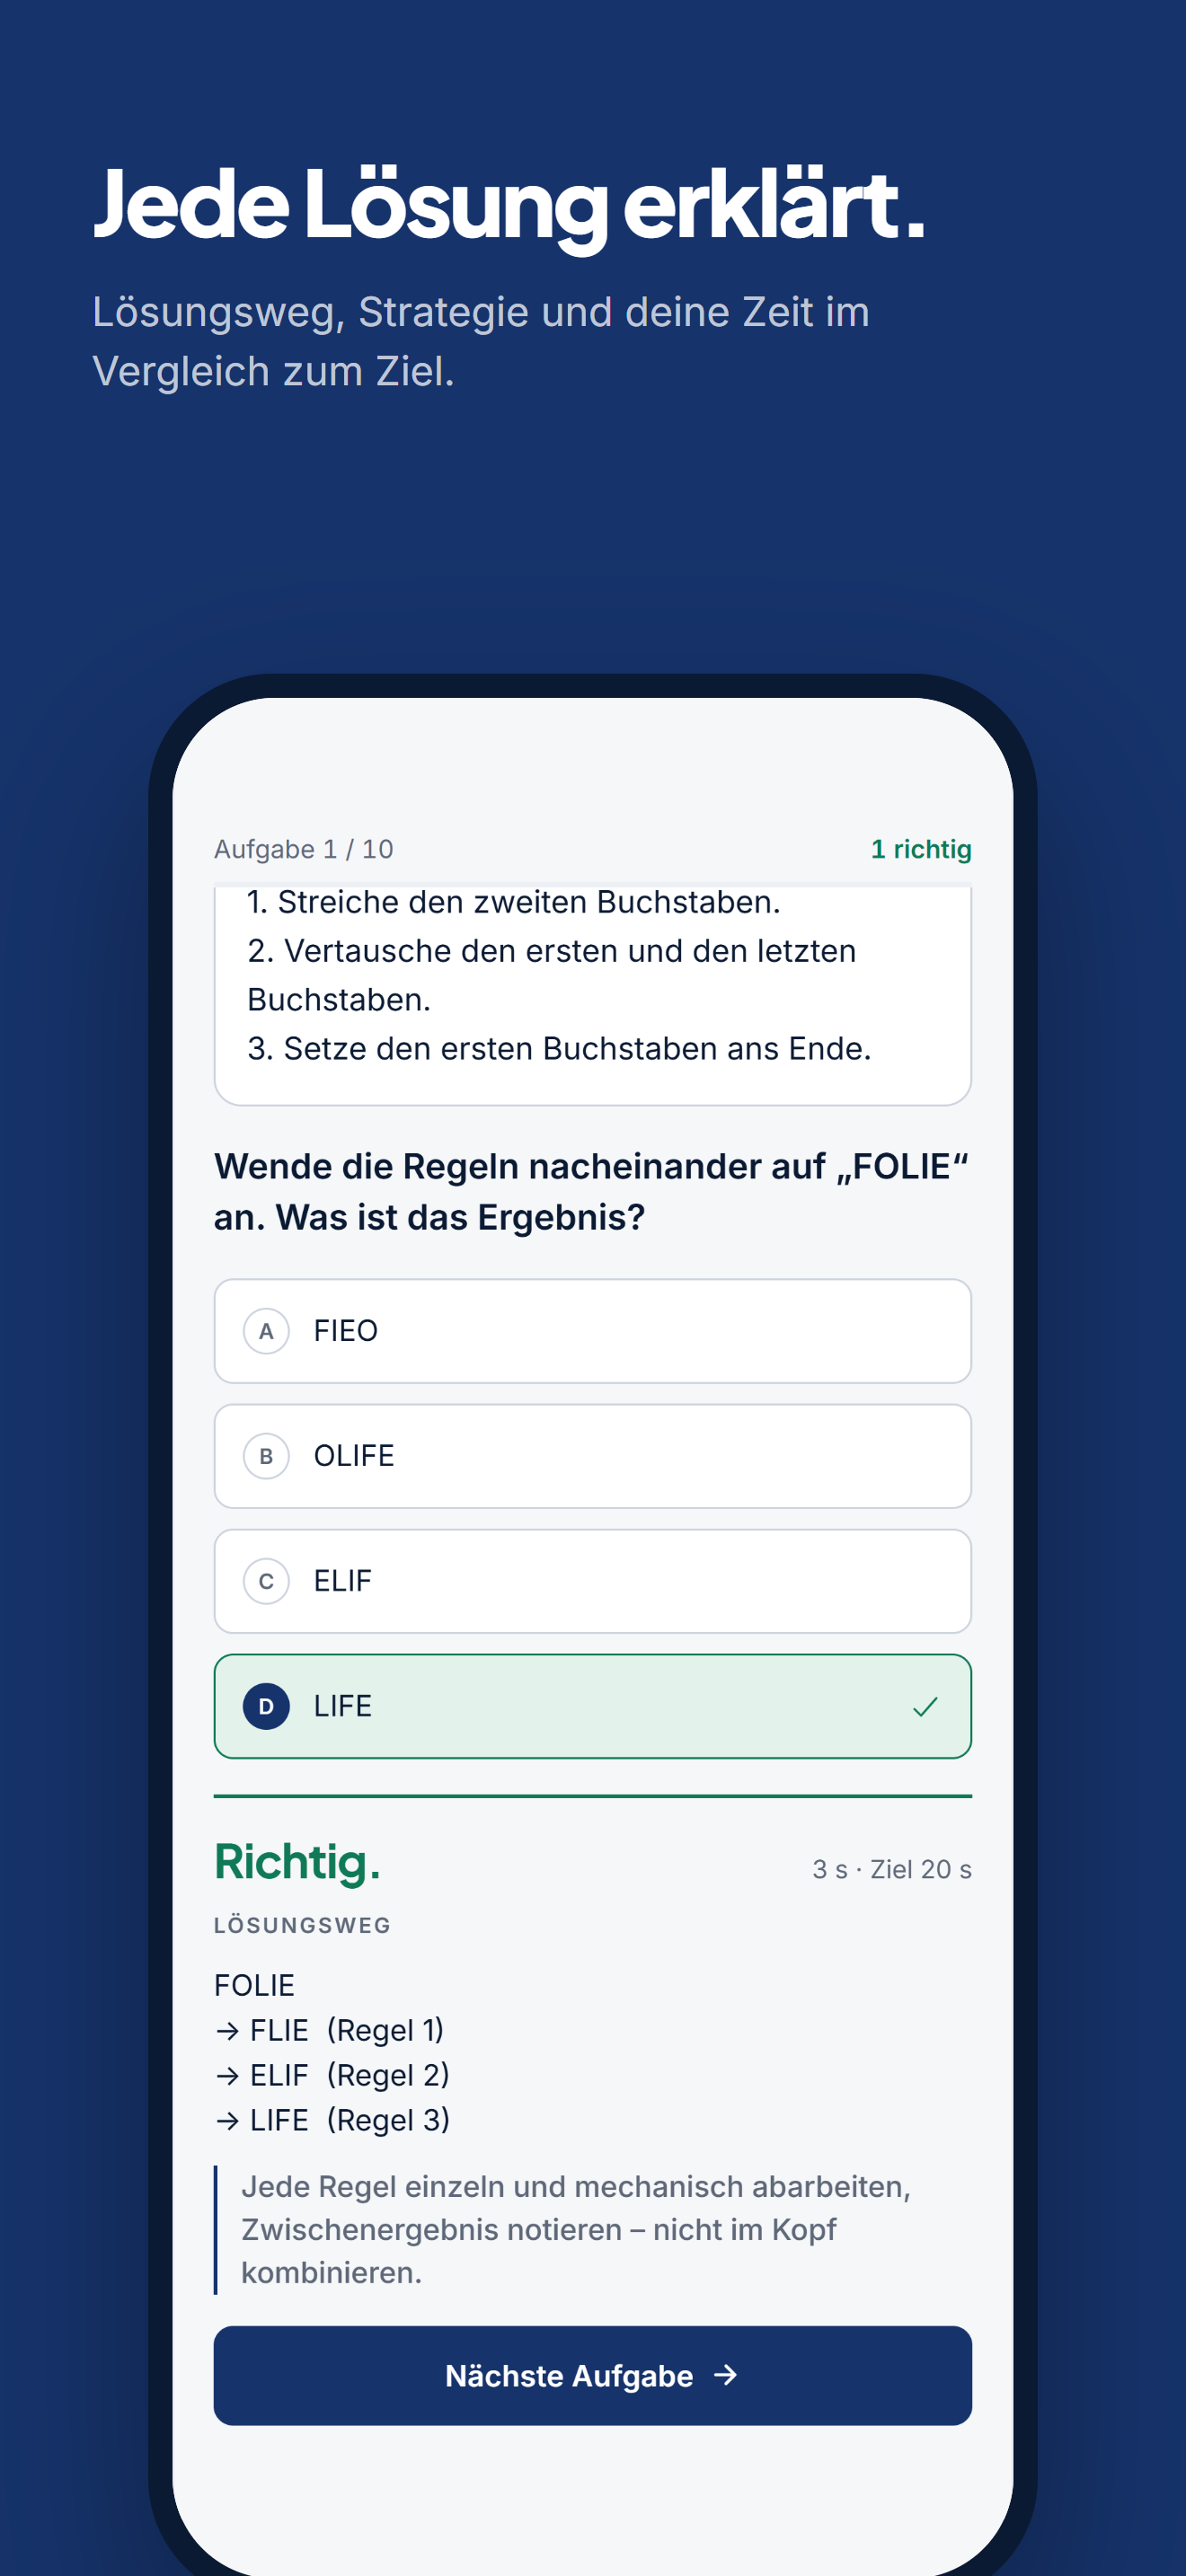 Jede Lösung erklärt.
Lösungsweg, Strategie und deine Zeit im
Vergleich zum Ziel.
Aufgabe 1 / 10
1 richtig
1. Streiche den zweiten Buchstaben.
2. Vertausche den ersten und den letzten
Buchstaben.
3. Setze den ersten Buchstaben ans Ende.
Wende die Regeln nacheinander auf „FOLIE“
an. Was ist das Ergebnis?
A FIEO
B OLIFE
C ELIF
D LIFE ✓
Richtig.
3 s · Ziel 20 s
LÖSUNGSWEG
FOLIE
→ FLIE (Regel 1)
→ ELIF (Regel 2)
→ LIFE (Regel 3)
Jede Regel einzeln und mechanisch abarbeiten,
Zwischenergebnis notieren – nicht im Kopf
kombinieren.
Nächste Aufgabe →